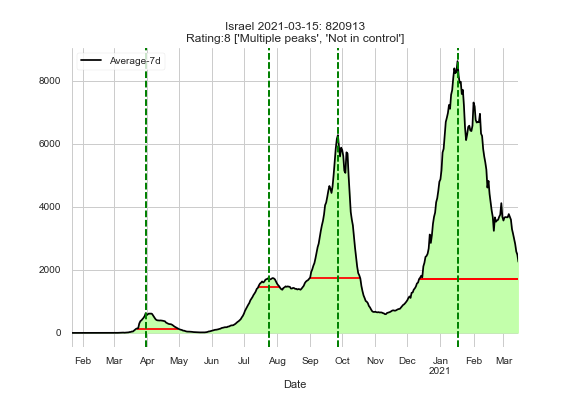 Israel 2021-03-15: 820913
Rating:8 ['Multiple peaks', 'Not in control']
Average-7d
8000
6000
4000
2000
0
Feb Mar Apr May Jun Jul Aug Sep Oct Nov Dec Jan Feb Mar
2021
Date